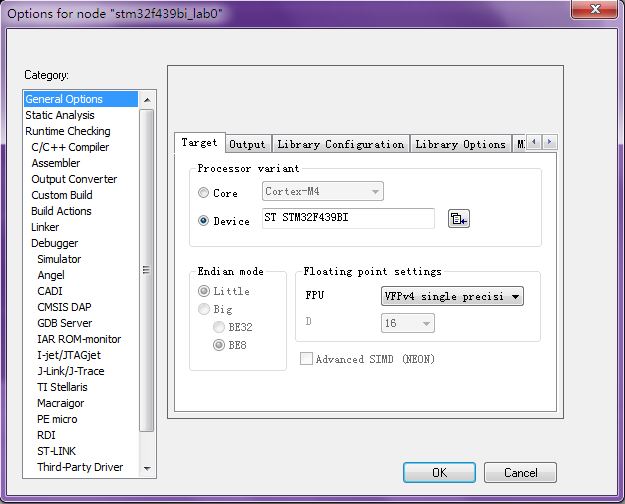 Options for node "stm32f439bi_lab0"
Category:
General Options
Static Analysis
Runtime Checking
C/C++ Compiler
Assembler
Output Converter
Custom Build
Build Actions
Linker
Debugger
Simulator
Angel
CADI
CMSIS DAP
GDB Server
IAR ROM-monitor
I-jet/JTAGjet
J-Link/J-Trace
TI Stellaris
Macraigor
PE micro
RDI
ST-LINK
Third-Party Driver
Target Output Library Configuration Library Options M
Processor variant
Core Cortex-M4
Device ST STM32F439BI
Endian mode
Little
Big
BE32
BE8
Floating point settings
FPU VFPv4 single precisi
D 16
Advanced SIMD (NEON)
OK Cancel